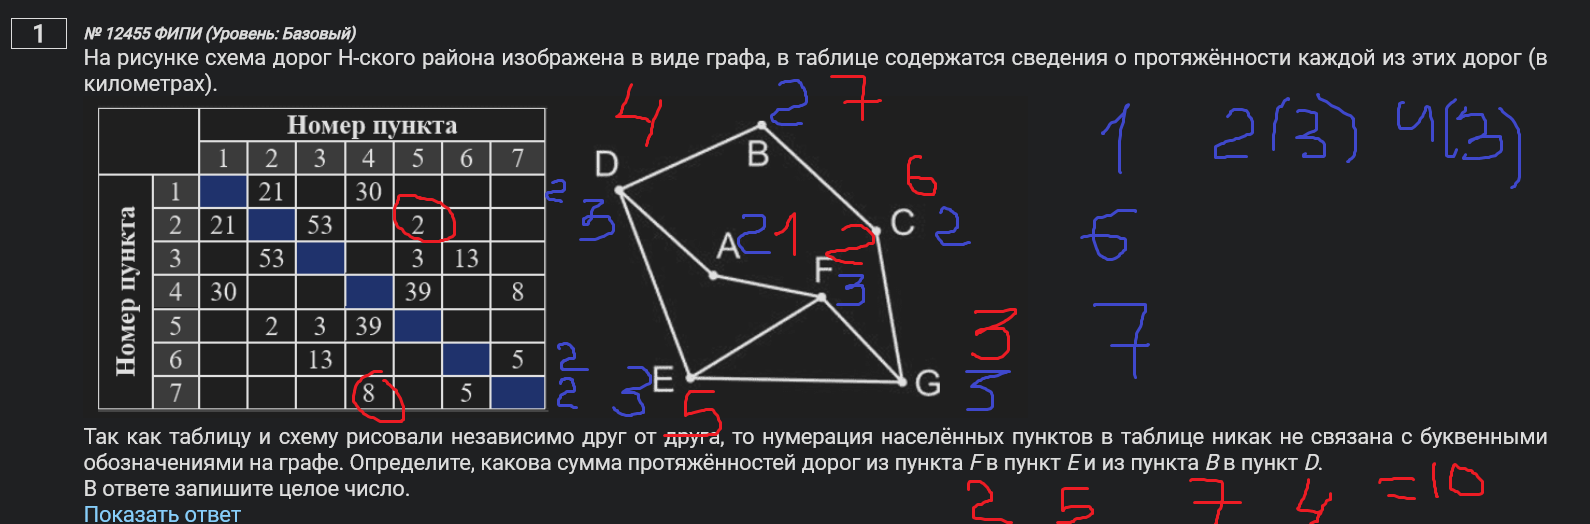 1
№ 12455 ФИПИ (Уровень: Базовый)
На рисунке схема дорог Н-ского района изображена в виде графа, в таблице содержатся сведения о протяжённости каждой из этих дорог (в
километрах).
Номер пункта
1 2 3 4 5 6 7
Номер пункта
1 21 30
2 21 53 2
3 53 3 13
4 30 39 8
5 2 3 39
6 13 5
7 8 5
2
2
2
4
D
3
B
2 7
6
C 2
A 2 1
2
F
3
E
3
5
G
3
3
1 2(3) 4(3)
6
7
Так как таблицу и схему рисовали независимо друг от друга, то нумерация населённых пунктов в таблице никак не связана с буквенными
обозначениями на графе. Определите, какова сумма протяжённостей дорог из пункта F в пункт E и из пункта B в пункт D.
В ответе запишите целое число.
2 5 7 4 =10
Показать ответ